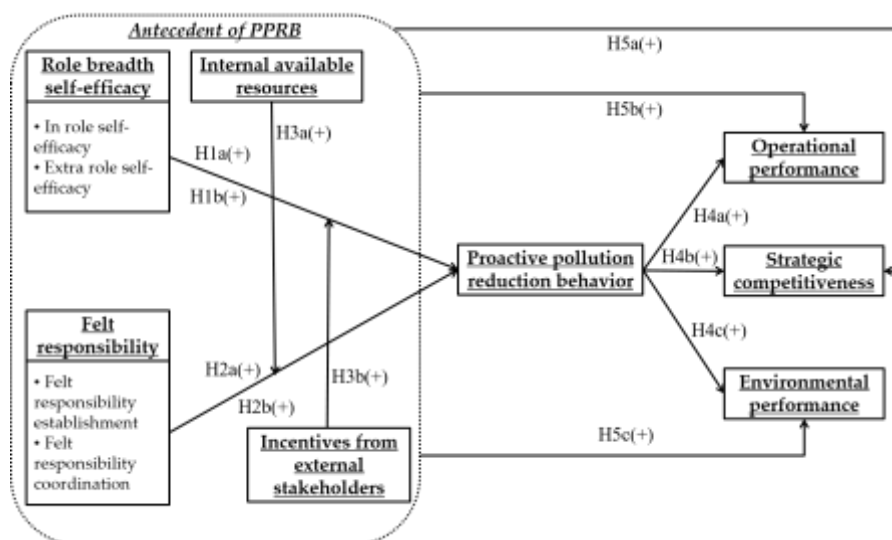 Antecedent of PPRB
H5a(+)
Role breadth
self-efficacy
• In role self-
efficacy
• Extra role self-
efficacy
Internal available
resources
H3a(+)
H5b(+)
H1a(+)
H1b(+)
Operational
performance
H4a(+)
Proactive pollution
reduction behavior
H4b(+)
Strategic
competitiveness
H4c(+)
Felt
responsibility
• Felt
responsibility
establishment
• Felt
responsibility
coordination
H2a(+)
H2b(+)
H3b(+)
Environmental
performance
Incentives from
external
stakeholders
H5c(+)